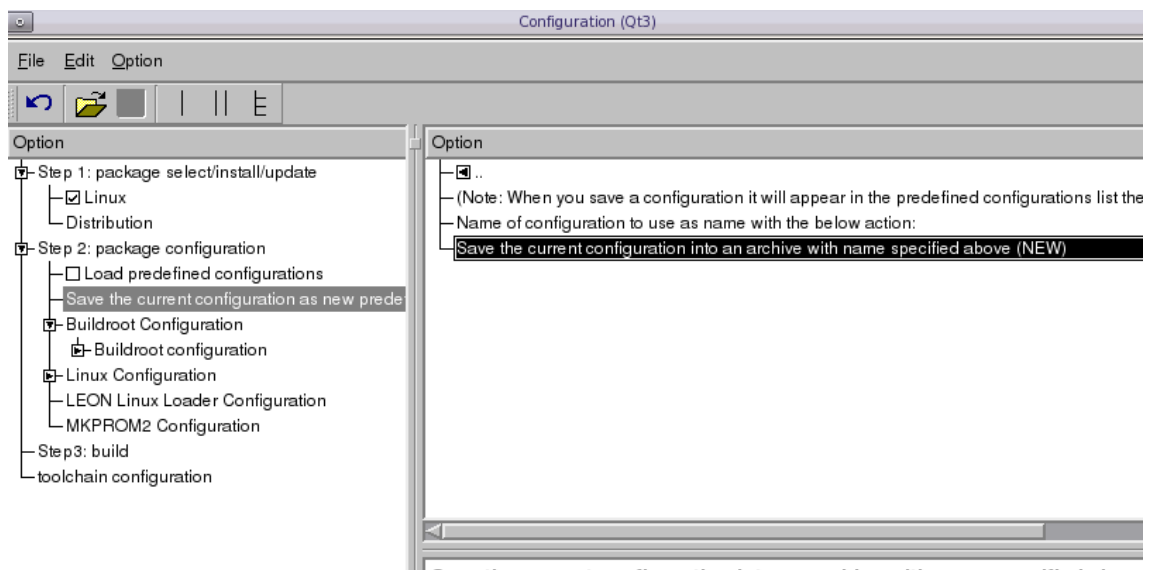 Configuration (Qt3)
File Edit Option
Option
Step 1: package select/install/update
Linux
Distribution
Step 2: package configuration
Load predefined configurations
Save the current configuration as new prede
Buildroot Configuration
Buildroot configuration
Linux Configuration
LEON Linux Loader Configuration
MKPROM2 Configuration
Step3: build
toolchain configuration
Option
..
(Note: When you save a configuration it will appear in the predefined configurations list the
Name of configuration to use as name with the below action:
Save the current configuration into an archive with name specified above (NEW)